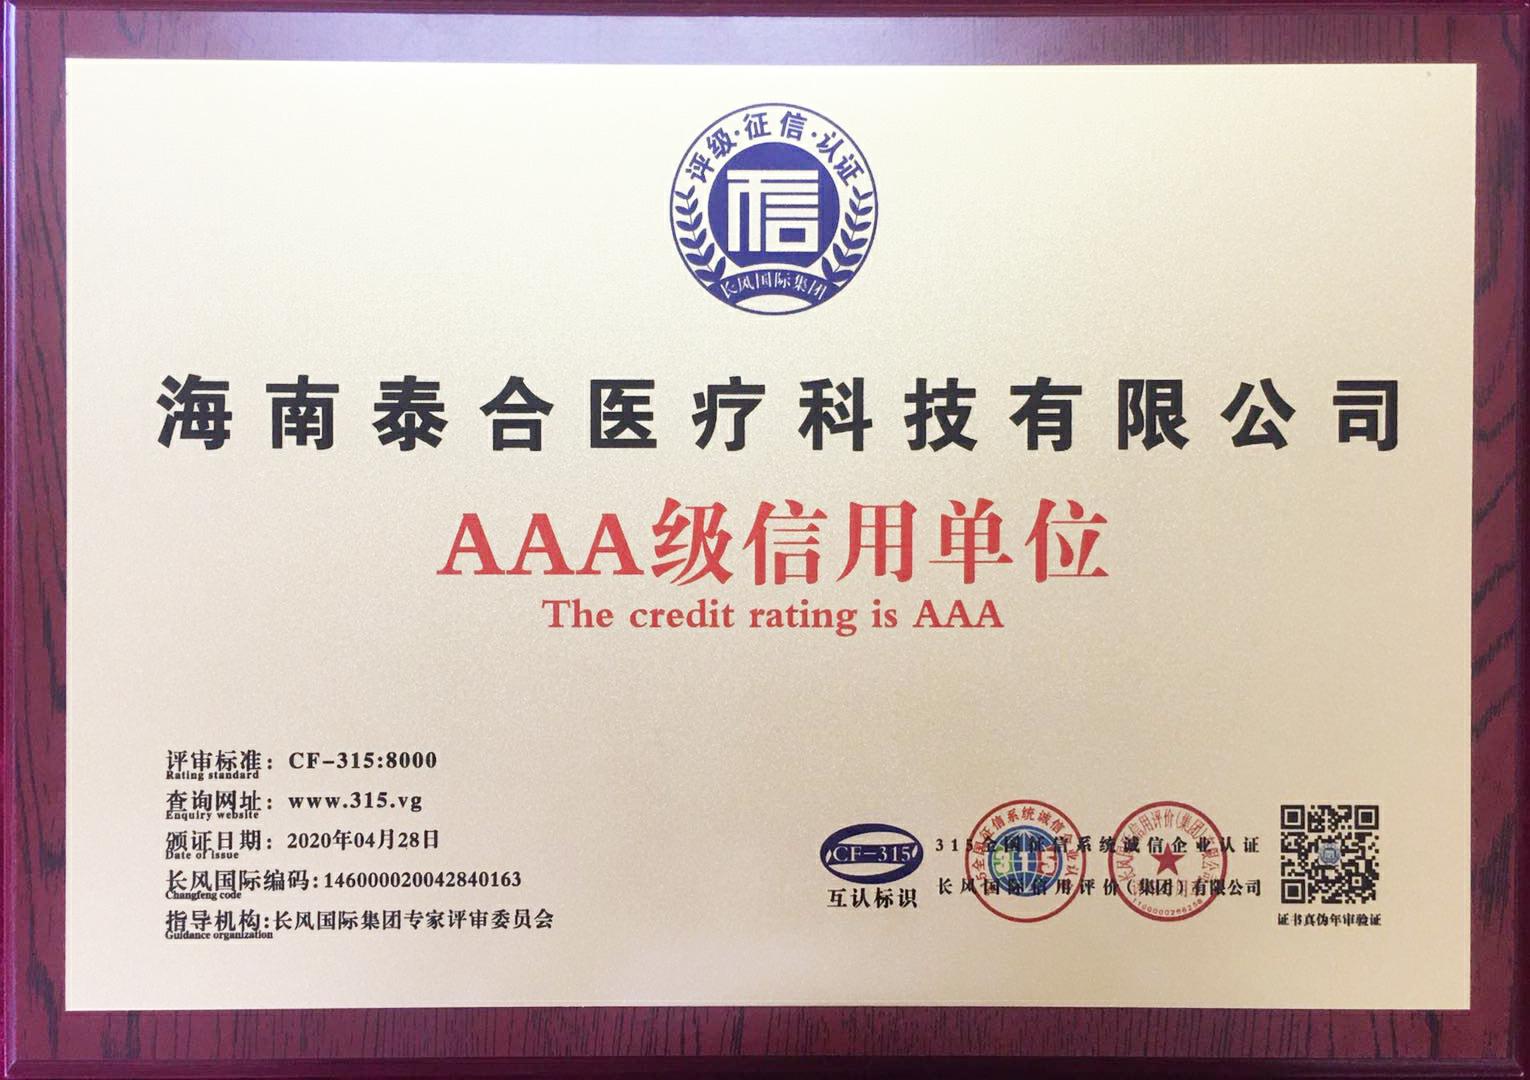 评级·征信·认证
信
长风国际集团
海南泰合医疗科技有限公司
AAA级信用单位
The credit rating is AAA
评审标准：CF-315:8000
Rating standard
查询网址：www.315.vg
Enquiry website
颁证日期：2020年04月28日
Date of issue
长风国际编码:146000020042840163
Changfeng code
指导机构:长风国际集团专家评审委员会
Guidance organization
CF-315
互认标识
315全国征信系统诚信企业认证
长风国际信用评价(集团)有限公司
315
证书真伪年审验证